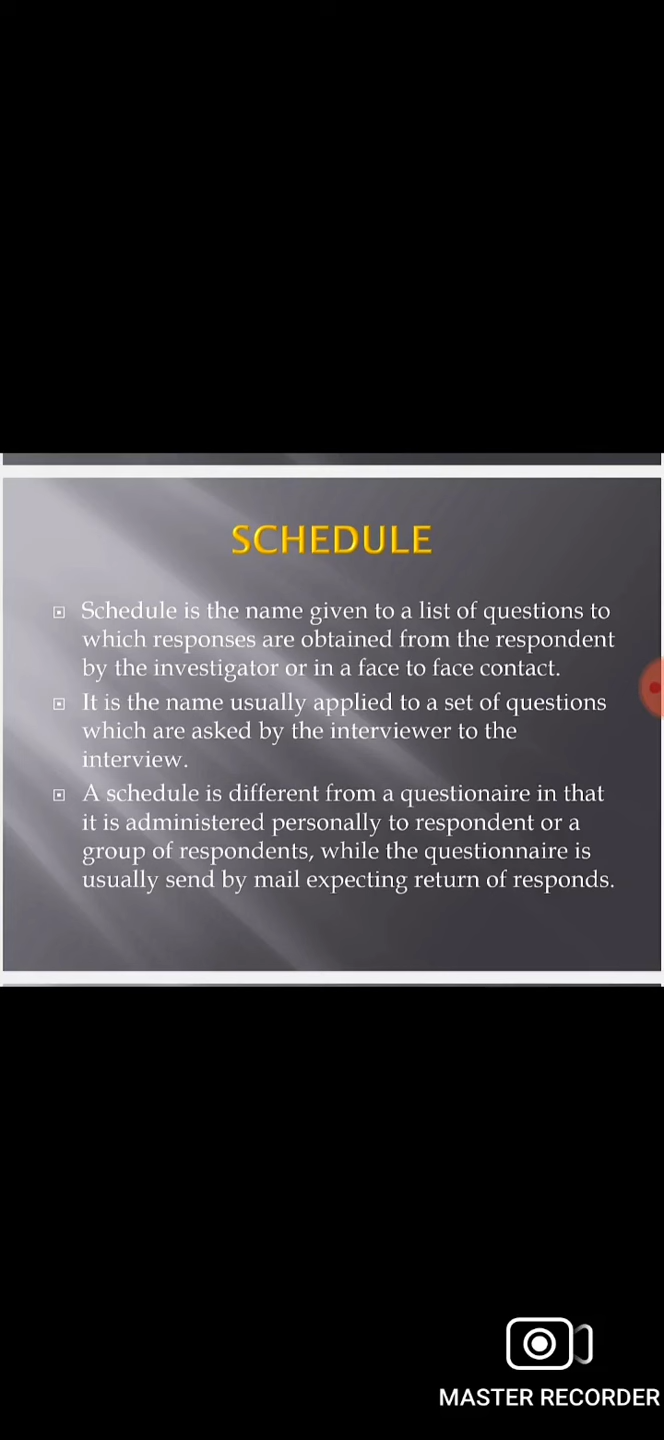 SCHEDULE
Schedule is the name given to a list of questions to
which responses are obtained from the respondent
by the investigator or in a face to face contact.
It is the name usually applied to a set of questions
which are asked by the interviewer to the
interview.
A schedule is different from a questionaire in that
it is administered personally to respondent or a
group of respondents, while the questionnaire is
usually send by mail expecting return of responds.
MASTER RECORDER